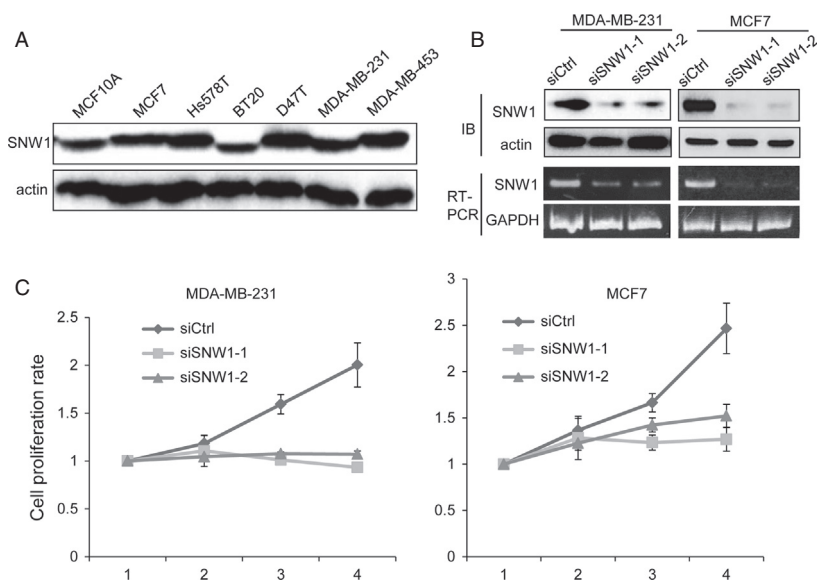 A
MCF10A MCF7 Hs578T BT20 D47T MDA-MB-231 MDA-MB-453
SNW1
actin
B
MDA-MB-231 MCF7
siCtrl siSNW1-1 siSNW1-2 siCtrl siSNW1-1 siSNW1-2
IB
SNW1
actin
RT-
PCR
SNW1
GAPDH
C
MDA-MB-231
siCtrl
siSNW1-1
siSNW1-2
Cell proliferation rate
2.5
2
1.5
1
0.5
0
1 2 3 4
MCF7
siCtrl
siSNW1-1
siSNW1-2
3
2.5
2
1.5
1
0.5
0
1 2 3 4